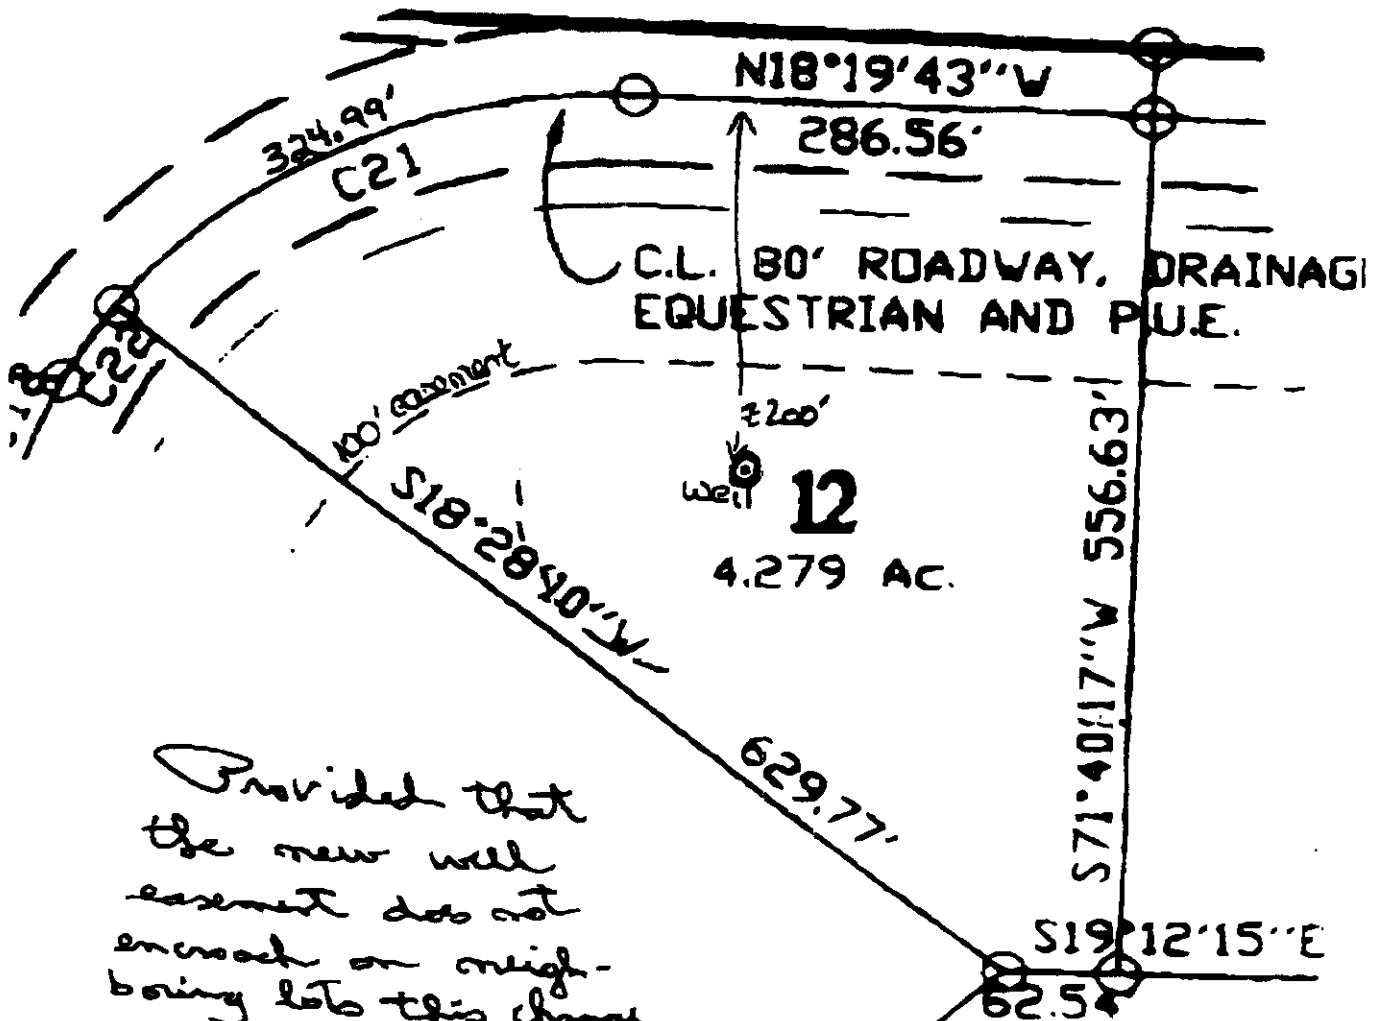 N18°19'43"W
324.99'
286.56'
C21
C.L. 80' ROADWAY, DRAINAG
EQUESTRIAN AND P.U.E.
C22
100' easement
±200'
well
12
4.279 AC.
S18°28'10"W
556.63'
S71°40'17"W
629.77'
Provided that
the new well
easement does not
encroach on neigh-
boring lots this change
S19°12'15"E
62.54